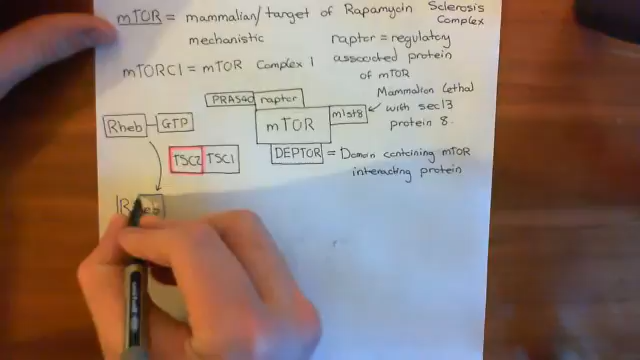 mTOR = mammalian/target of Rapamycin
Sclerosis Complex
mechanistic
raptor = regulatory associated protein of mTOR
mTORC1 = mTOR Complex 1
PRAS40 raptor
Mammalian lethal with sec13 protein 8.
Rheb GTP
mTOR mlst8
TSC2 TSC1
DEPTOR = Domain containing mTOR interacting protein
Rheb